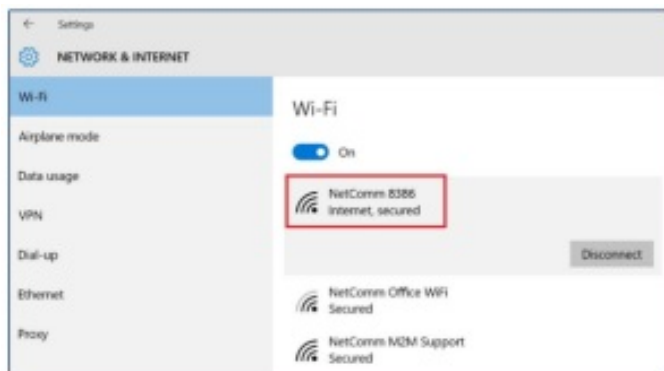 Settings
NETWORK & INTERNET
Wi-Fi
Airplane mode
Data usage
VPN
Dial-up
Ethernet
Proxy
Wi-Fi
On
NetComm 8386
Internet, secured
Disconnect
NetComm Office WiFi
Secured
NetComm M2M Support
Secured